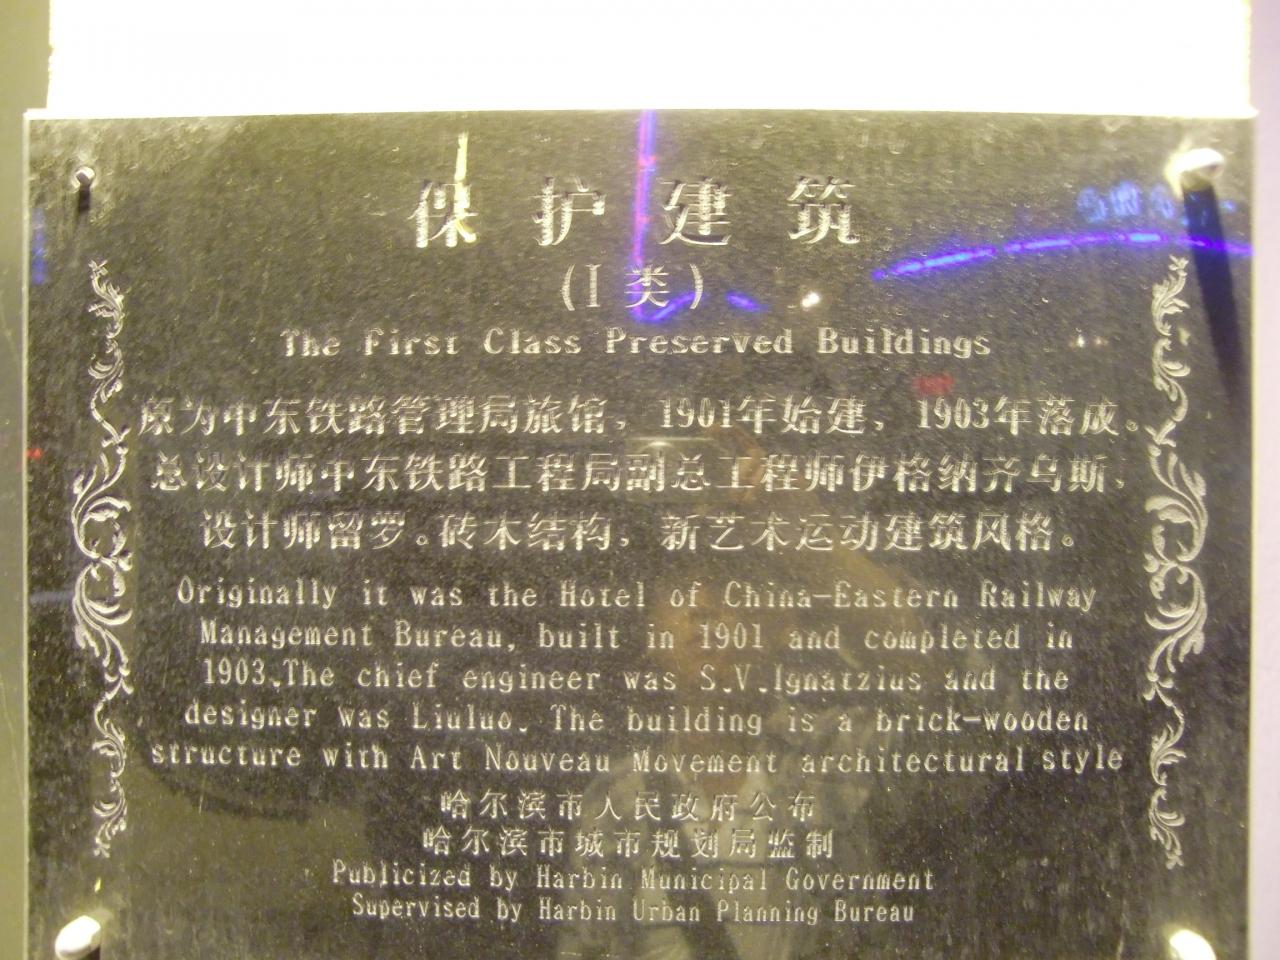 保护建筑
(I类)
The First Class Preserved Buildings
原为中东铁路管理局旅馆，1901年始建，1903年落成。
总设计师中东铁路工程局副总工程师伊格纳齐乌斯，
设计师留罗。砖木结构，新艺术运动建筑风格。
Originally it was the Hotel of China-Eastern Railway
Management Bureau, built in 1901 and completed in
1903.The chief engineer was S.V.Ignatzius and the
designer was Liuluo. The building is a brick-wooden
structure with Art Nouveau Movement architectural style
哈尔滨市人民政府公布
哈尔滨市城市规划局监制
Publicized by Harbin Municipal Government
Supervised by Harbin Urban Planning Bureau